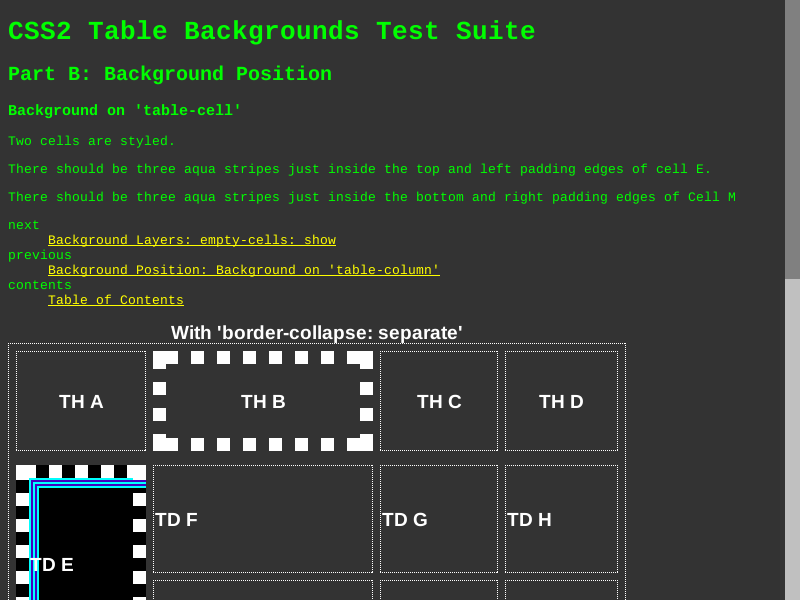 CSS2 Table Backgrounds Test Suite
Part B: Background Position
Background on 'table-cell'
Two cells are styled.
There should be three aqua stripes just inside the top and left padding edges of cell E.
There should be three aqua stripes just inside the bottom and right padding edges of Cell M
next
Background Layers: empty-cells: show
previous
Background Position: Background on 'table-column'
contents
Table of Contents
With 'border-collapse: separate'
TH A TH B TH C TH D
TD F TD G TD H
TD E